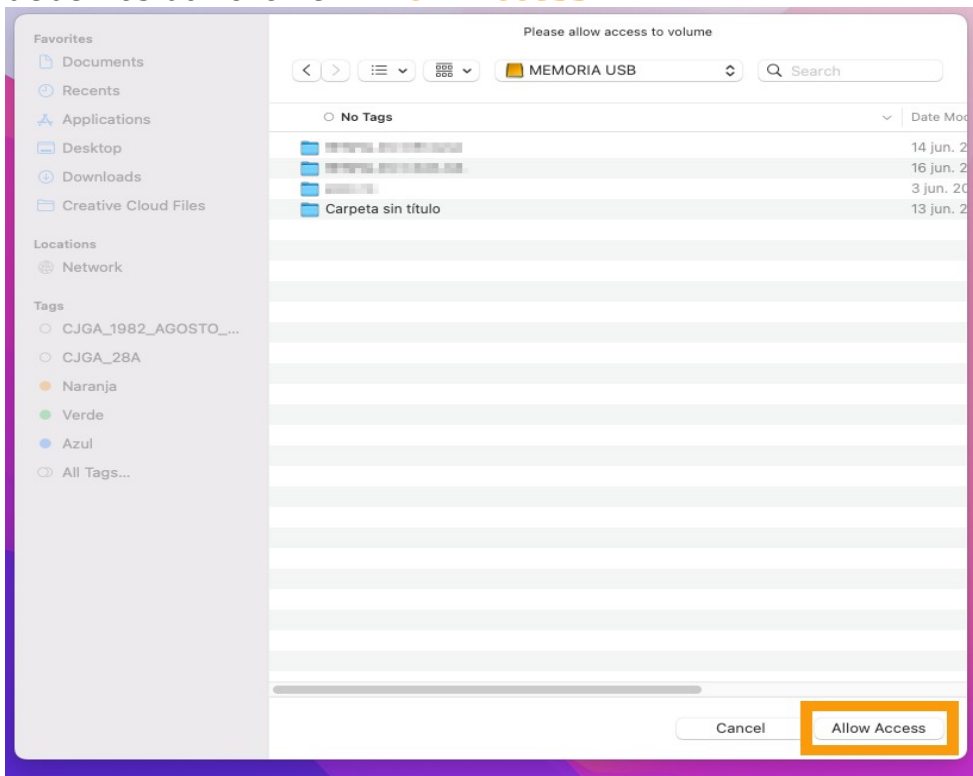 Please allow access to volume
Favorites
Documents
Recents
Applications
Desktop
Downloads
Creative Cloud Files
Locations
Network
Tags
CJGA_1982_AGOSTO_...
CJGA_28A
Naranja
Verde
Azul
All Tags...
MEMORIA USB
Search
No Tags
Date Mod
14 jun. 2
16 jun. 2
3 jun. 20
Carpeta sin título
13 jun. 2
Cancel
Allow Access